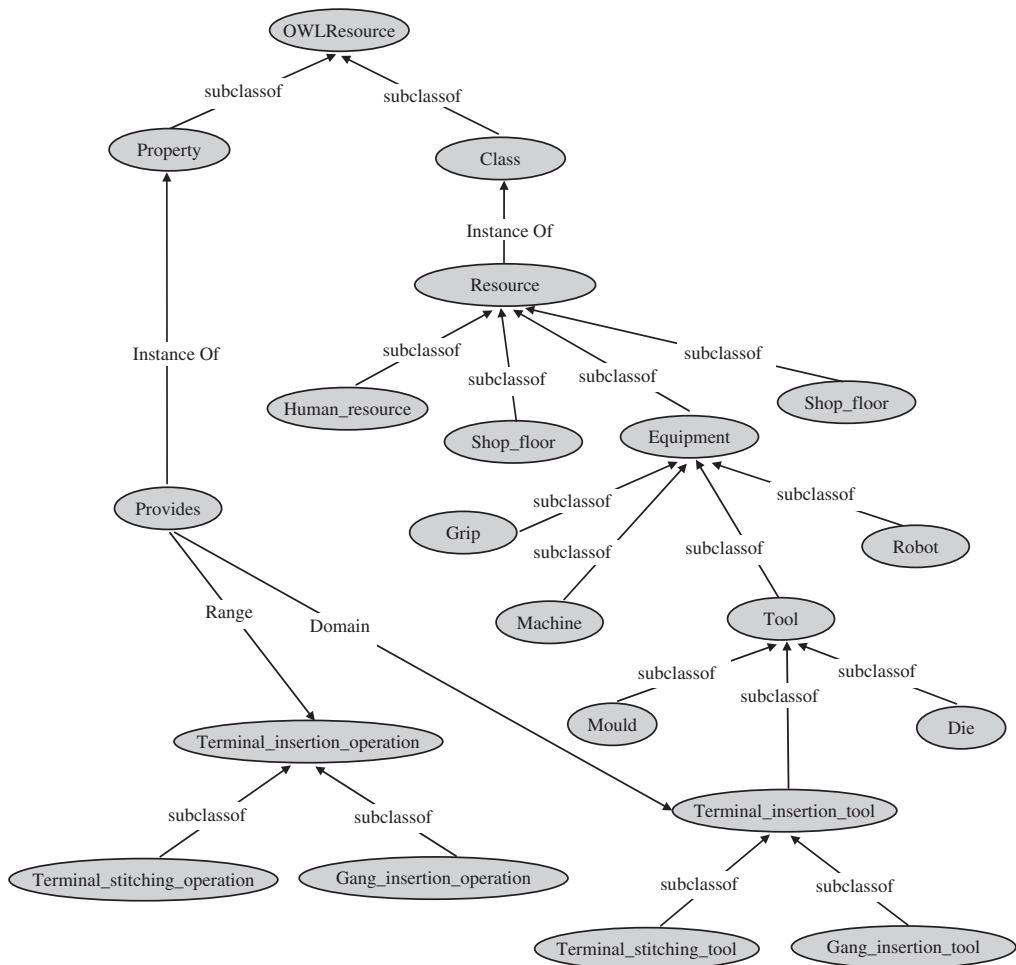 OWLResource
subclassof
subclassof
Property
Class
Instance Of
Resource
Instance Of
subclassof
subclassof
subclassof
subclassof
Human_resource
Shop_floor
Equipment
Shop_floor
Provides
subclassof
subclassof
Grip
subclassof
subclassof
Robot
Range
Domain
Machine
Tool
subclassof
subclassof
subclassof
Mould
Die
Terminal_insertion_operation
Terminal_insertion_tool
subclassof
subclassof
Terminal_stitching_operation
Gang_insertion_operation
subclassof
subclassof
Terminal_stitching_tool
Gang_insertion_tool